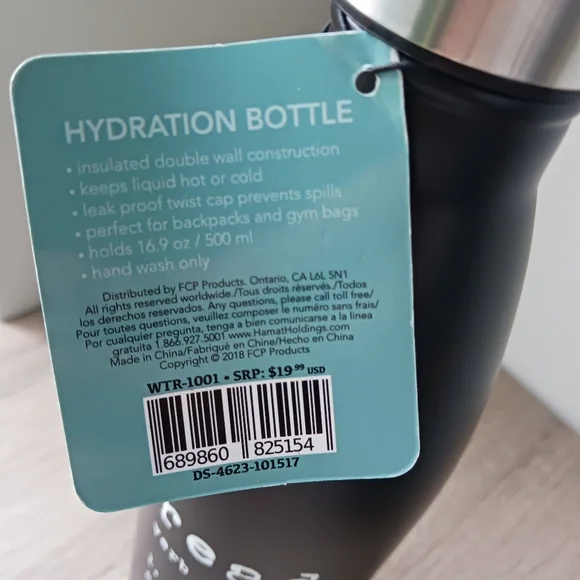 HYDRATION BOTTLE
• insulated double wall construction
• keeps liquid hot or cold
• leak proof twist cap prevents spills
• perfect for backpacks and gym bags
• holds 16.9 oz / 500 ml
• hand wash only
Distributed by FCP Products. Ontario, CA L6L 5N1
All rights reserved worldwide./Tous droits réservés./Todos
los derechos reservados. Any questions, please call toll free/
Pour toutes questions, veuillez composer le numéro sans frais/
Por cualquier pregunta, tenga a bien comunicarse a la linea
gratuita 1.866.927.5001 www.HamatHoldings.com
Made in China/Fabriqué en Chine/Hecho en China
Copyright © 2018 FCP Products
WTR-1001 • SRP: $19.99 USD
689860 825154
DS-4623-101517